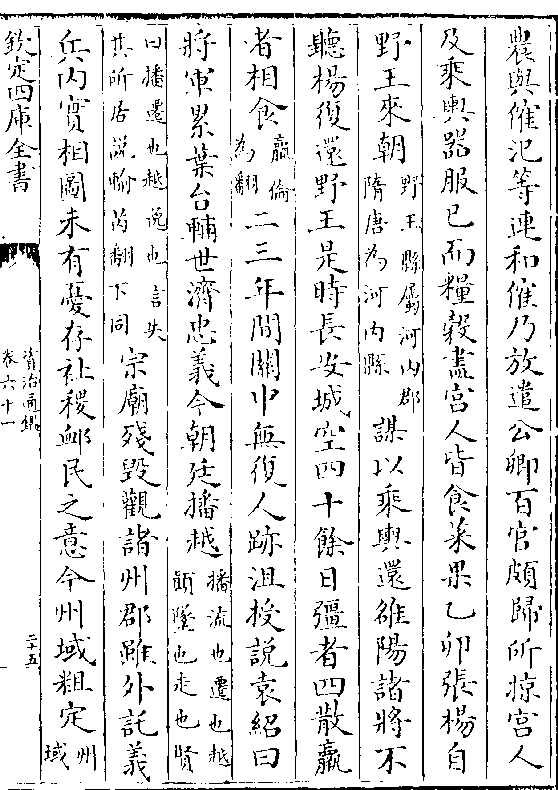 農與傕汜等連和傕乃放遣公卿百官頗歸所掠宫人
及乘輿器服已而糧穀盡宫人皆食菜果乙卯張楊自
野王來朝野王縣屬河内郡隋唐為河内縣謀以乘輿還雒陽諸將不
聽楊復還野王是時長安城空四十餘日彊者四散羸
者相食羸倫為翻二三年間關中無復人跡沮授說袁紹曰
將軍累葉台輔世濟忠義今朝廷播越播流也遷也越顚墜也走也賢
曰播遷也越說也言失其所居說輸芮翻下同宗廟殘毀觀諸州郡雖外託義
兵内實相圖未有憂存社稷䘏民之意今州域粗定州域
欽定四庫全書
資治通鑑
卷六十一
二十五